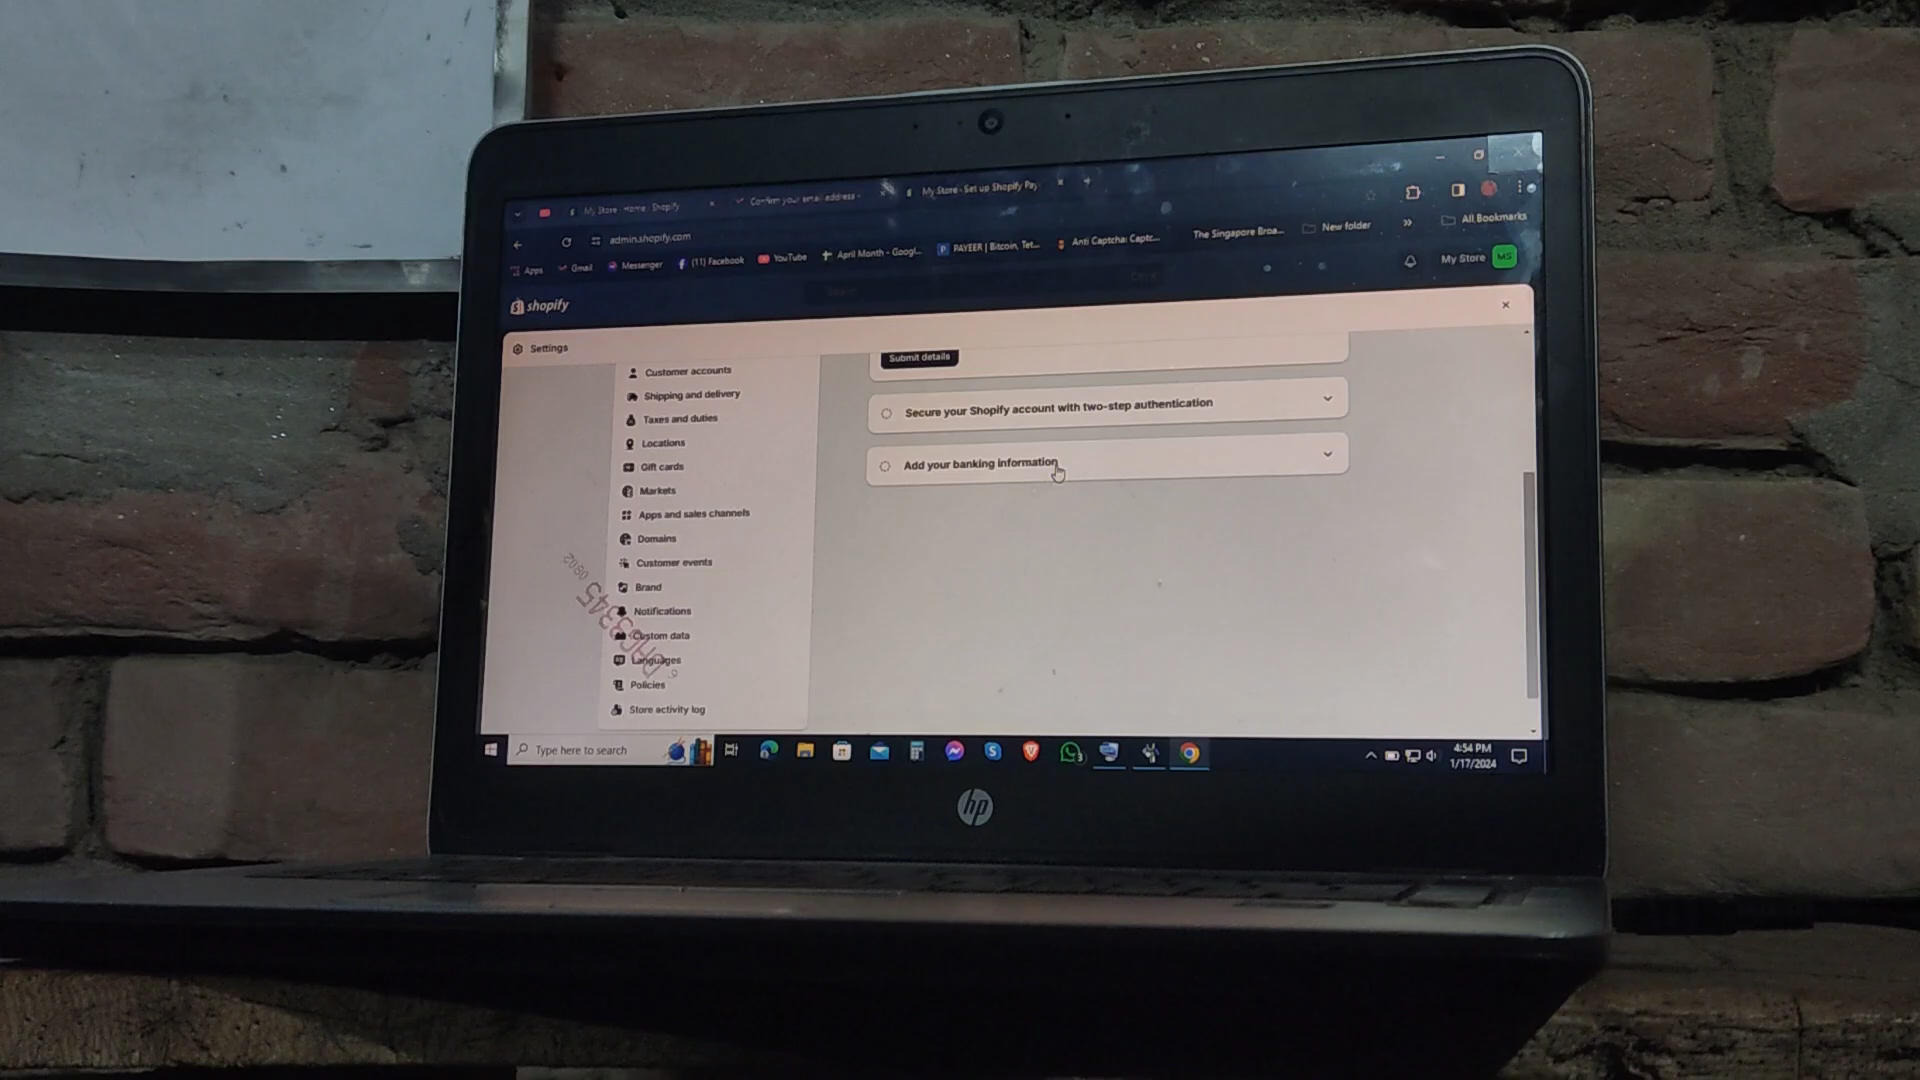 My Store · Home · Shopify
Confirm your email address -
My Store · Set up Shopify Pay
admin.shopify.com
Apps
Gmail
Messenger
(11) Facebook
YouTube
April Month - Googl...
PAYEER | Bitcoin, Tet...
Anti Captcha: Captc...
The Singapore Broa...
New folder
»
All Bookmarks
shopify
Search
My Store
MS
Settings
Customer accounts
Shipping and delivery
Taxes and duties
Locations
Gift cards
Markets
Apps and sales channels
Domains
Customer events
Brand
Notifications
Custom data
Languages
Policies
Store activity log
Submit details
Secure your Shopify account with two-step authentication
Add your banking information
Type here to search
4:54 PM
1/17/2024
hp